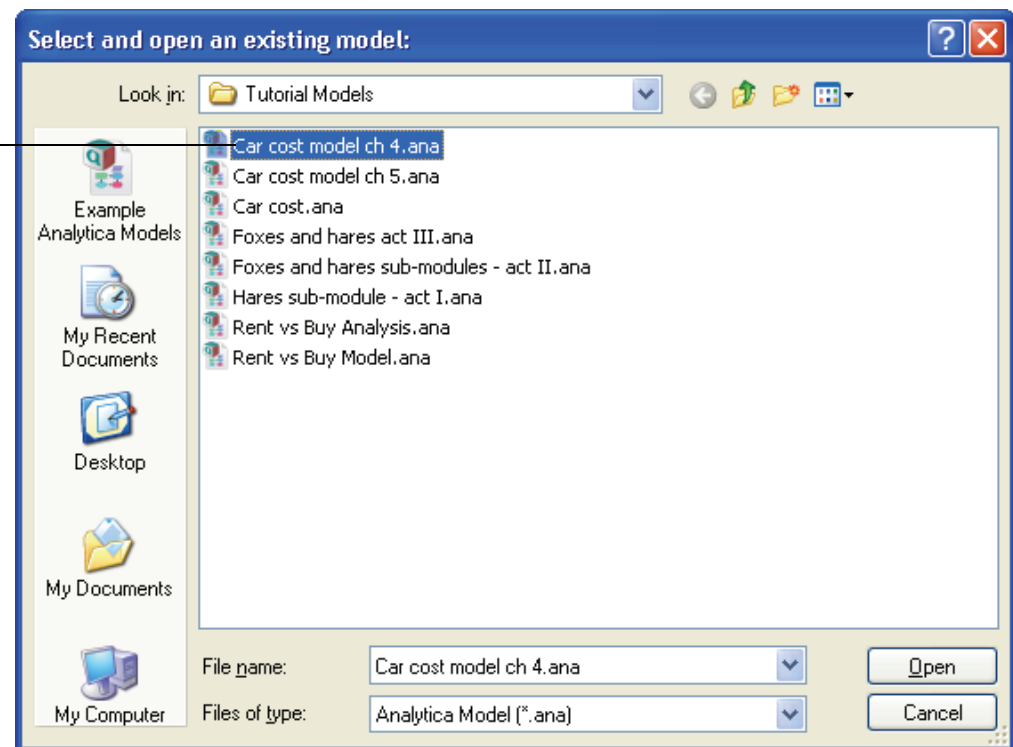 Select and open an existing model:
Look in:
Tutorial Models
Example
Analytica Models
My Recent
Documents
Desktop
My Documents
My Computer
Car cost model ch 4.ana
Car cost model ch 5.ana
Car cost.ana
Foxes and hares act III.ana
Foxes and hares sub-modules - act II.ana
Hares sub-module - act I.ana
Rent vs Buy Analysis.ana
Rent vs Buy Model.ana
File name:
Car cost model ch 4.ana
Open
Files of type:
Analytica Model (*.ana)
Cancel